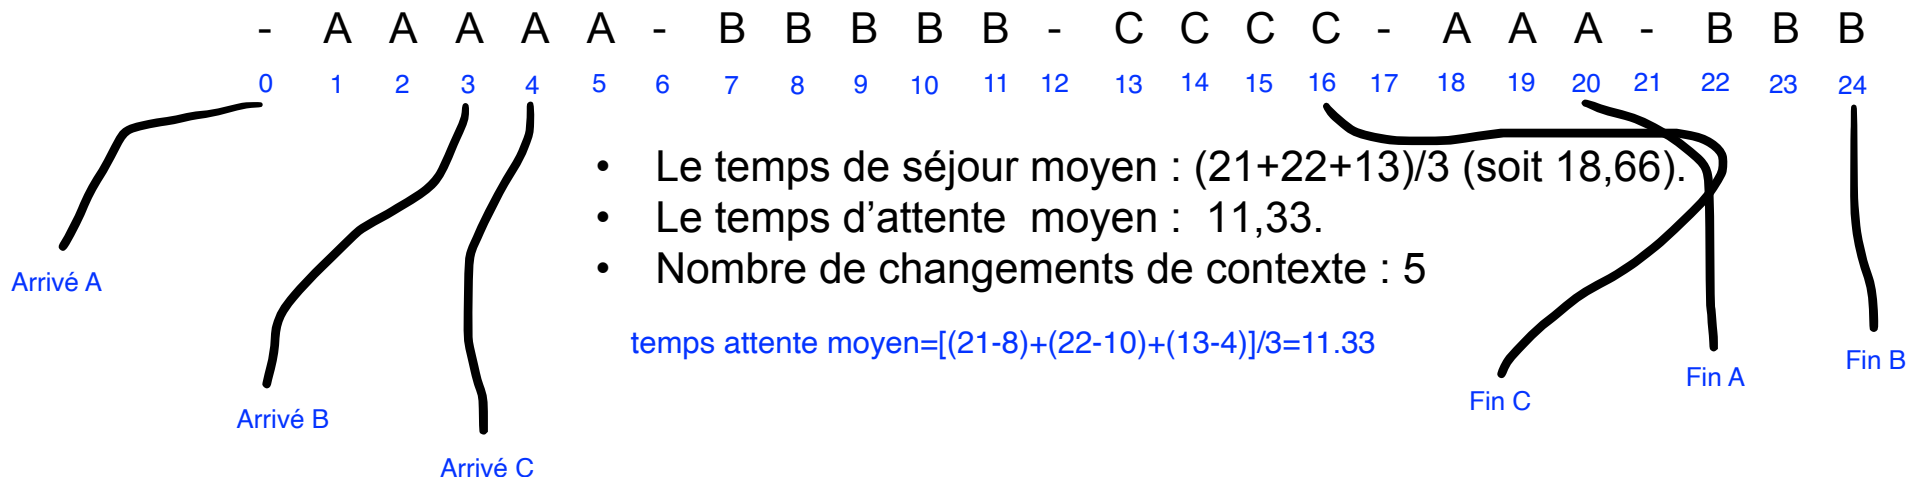 - A A A A A - B B B B B - C C C C - A A A - B B B
0 1 2 3 4 5 6 7 8 9 10 11 12 13 14 15 16 17 18 19 20 21 22 23 24
• Le temps de séjour moyen : (21+22+13)/3 (soit 18,66).
• Le temps d’attente  moyen :  11,33.
• Nombre de changements de contexte : 5
temps attente moyen=[(21-8)+(22-10)+(13-4)]/3=11.33
Arrivé A
Arrivé B
Arrivé C
Fin C
Fin A
Fin B